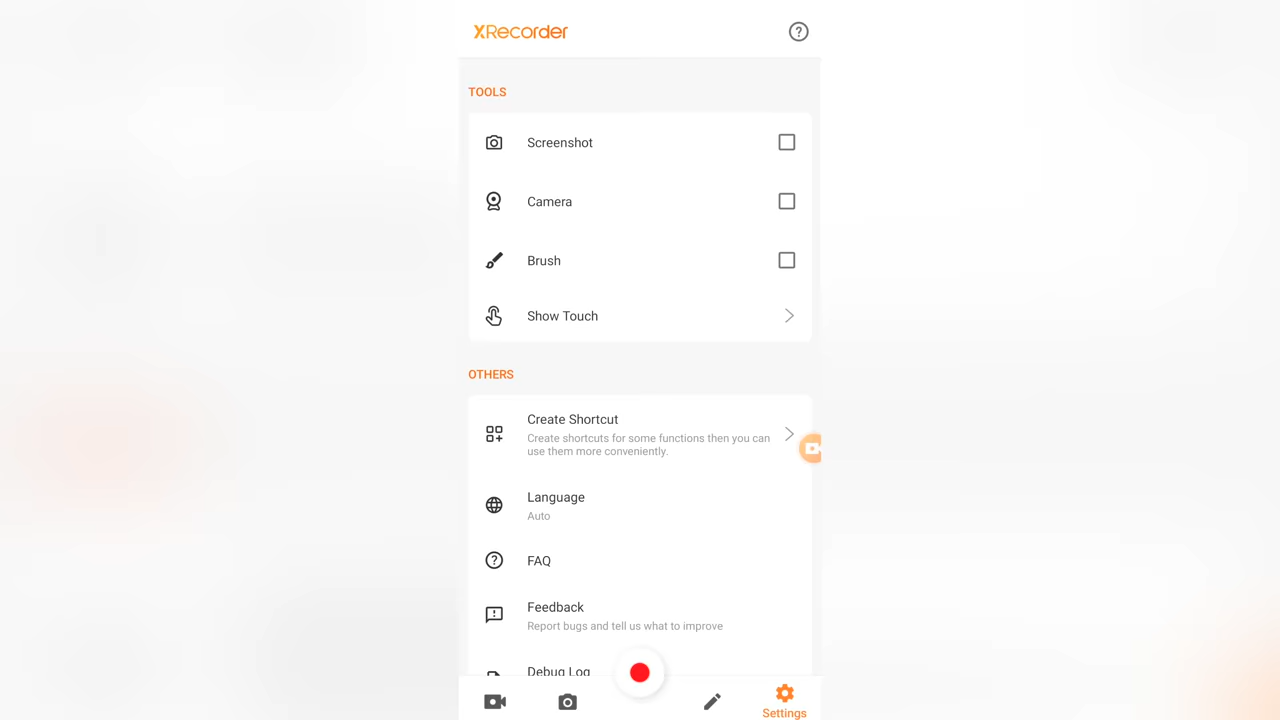 XRecorder
TOOLS
Screenshot
Camera
Brush
Show Touch
OTHERS
Create Shortcut
Create shortcuts for some functions then you can
use them more conveniently.
Language
Auto
FAQ
Feedback
Report bugs and tell us what to improve
Debug Log
Settings